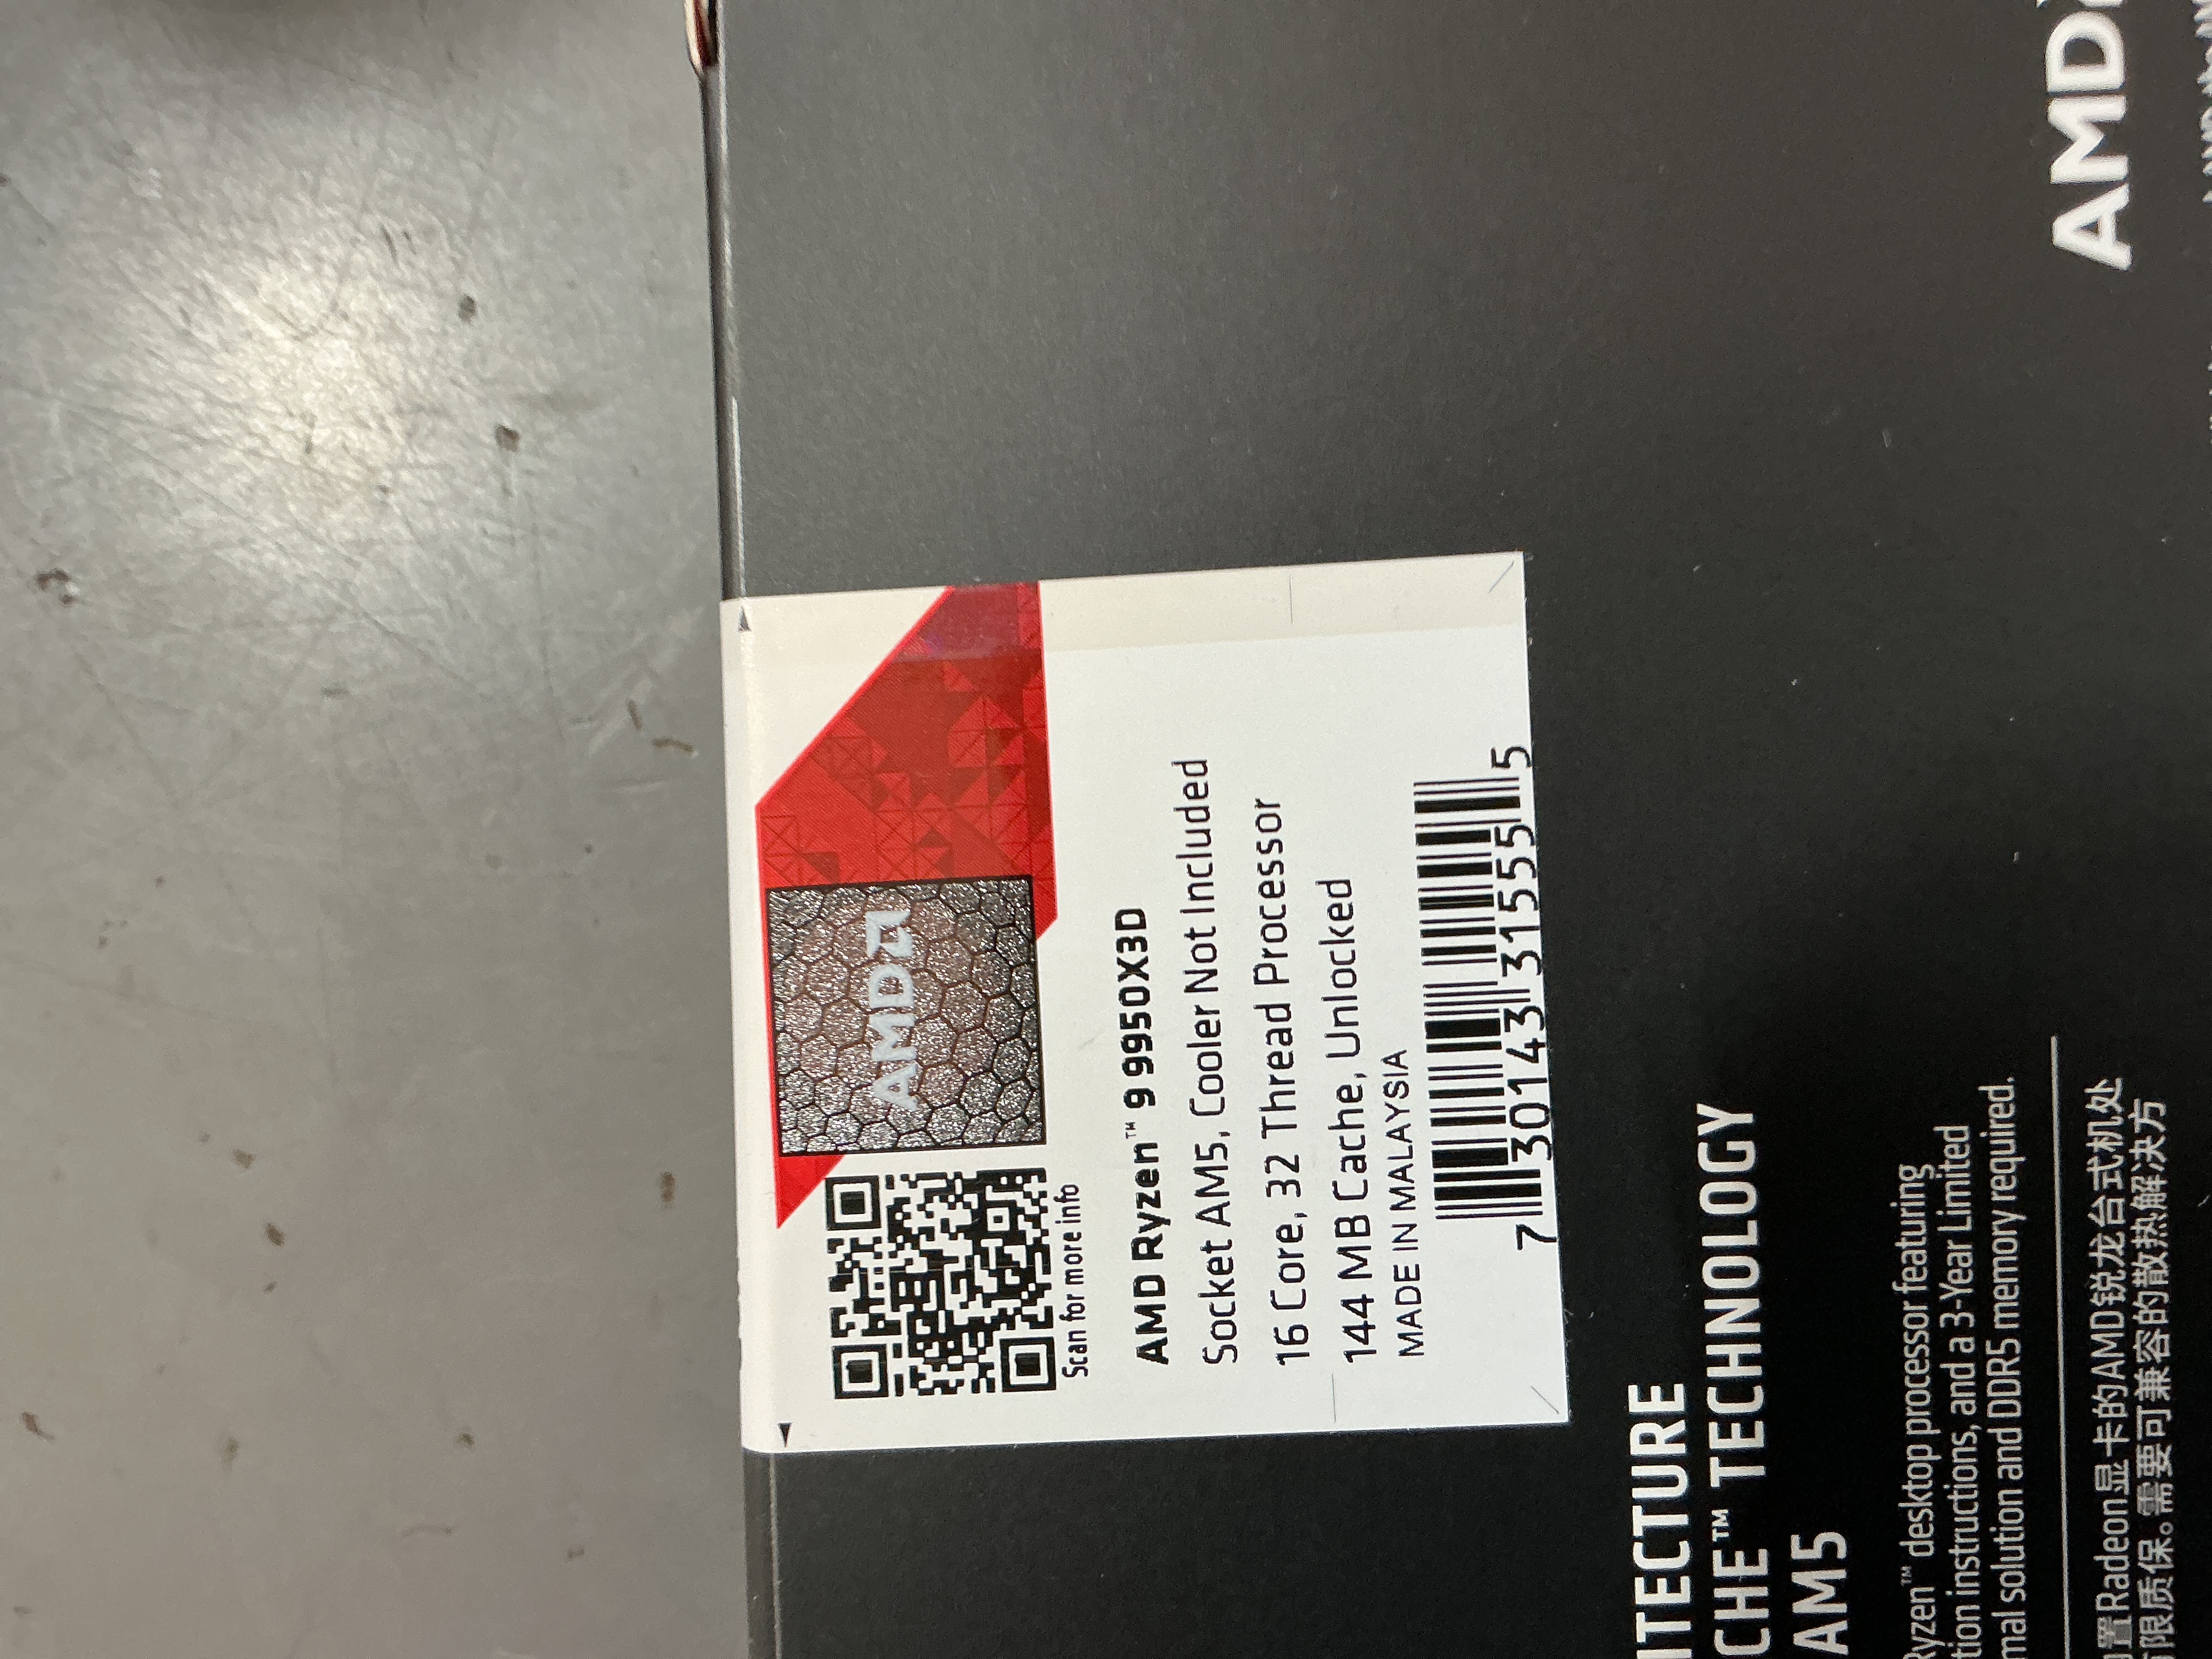 AMD
Scan for more info
AMD Ryzen™ 9 9950X3D
Socket AM5, Cooler Not Included
16 Core, 32 Thread Processor
144 MB Cache, Unlocked
MADE IN MALAYSIA
7 30143 31555 5
ITECTURE
CHE™ TECHNOLOGY
AM5
Ryzen™ desktop processor featuring
tion instructions, and a 3-Year Limited
mal solution and DDR5 memory required.
置Radeon显卡的AMD锐龙台式机处
限质保。需要可兼容的散热解决方
AMD